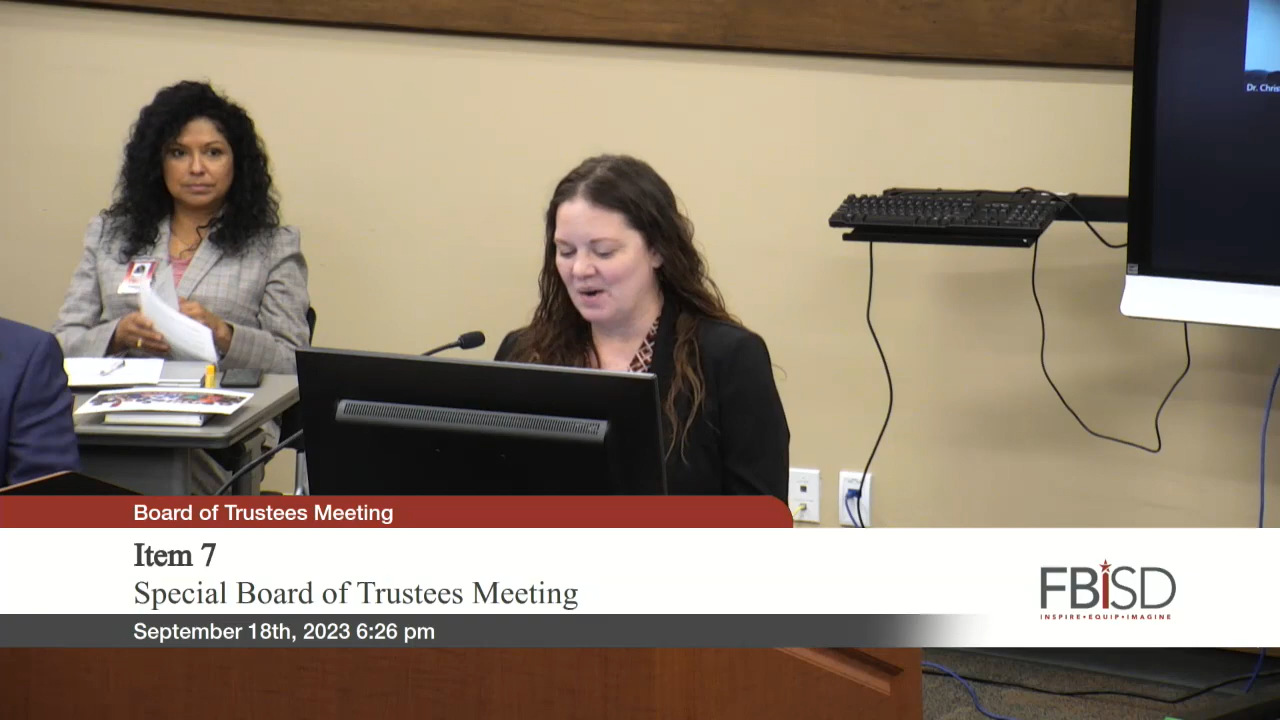 Dr. Chris
Board of Trustees Meeting
Item 7
Special Board of Trustees Meeting
FBISD
INSPIRE•EQUIP•IMAGINE
September 18th, 2023 6:26 pm